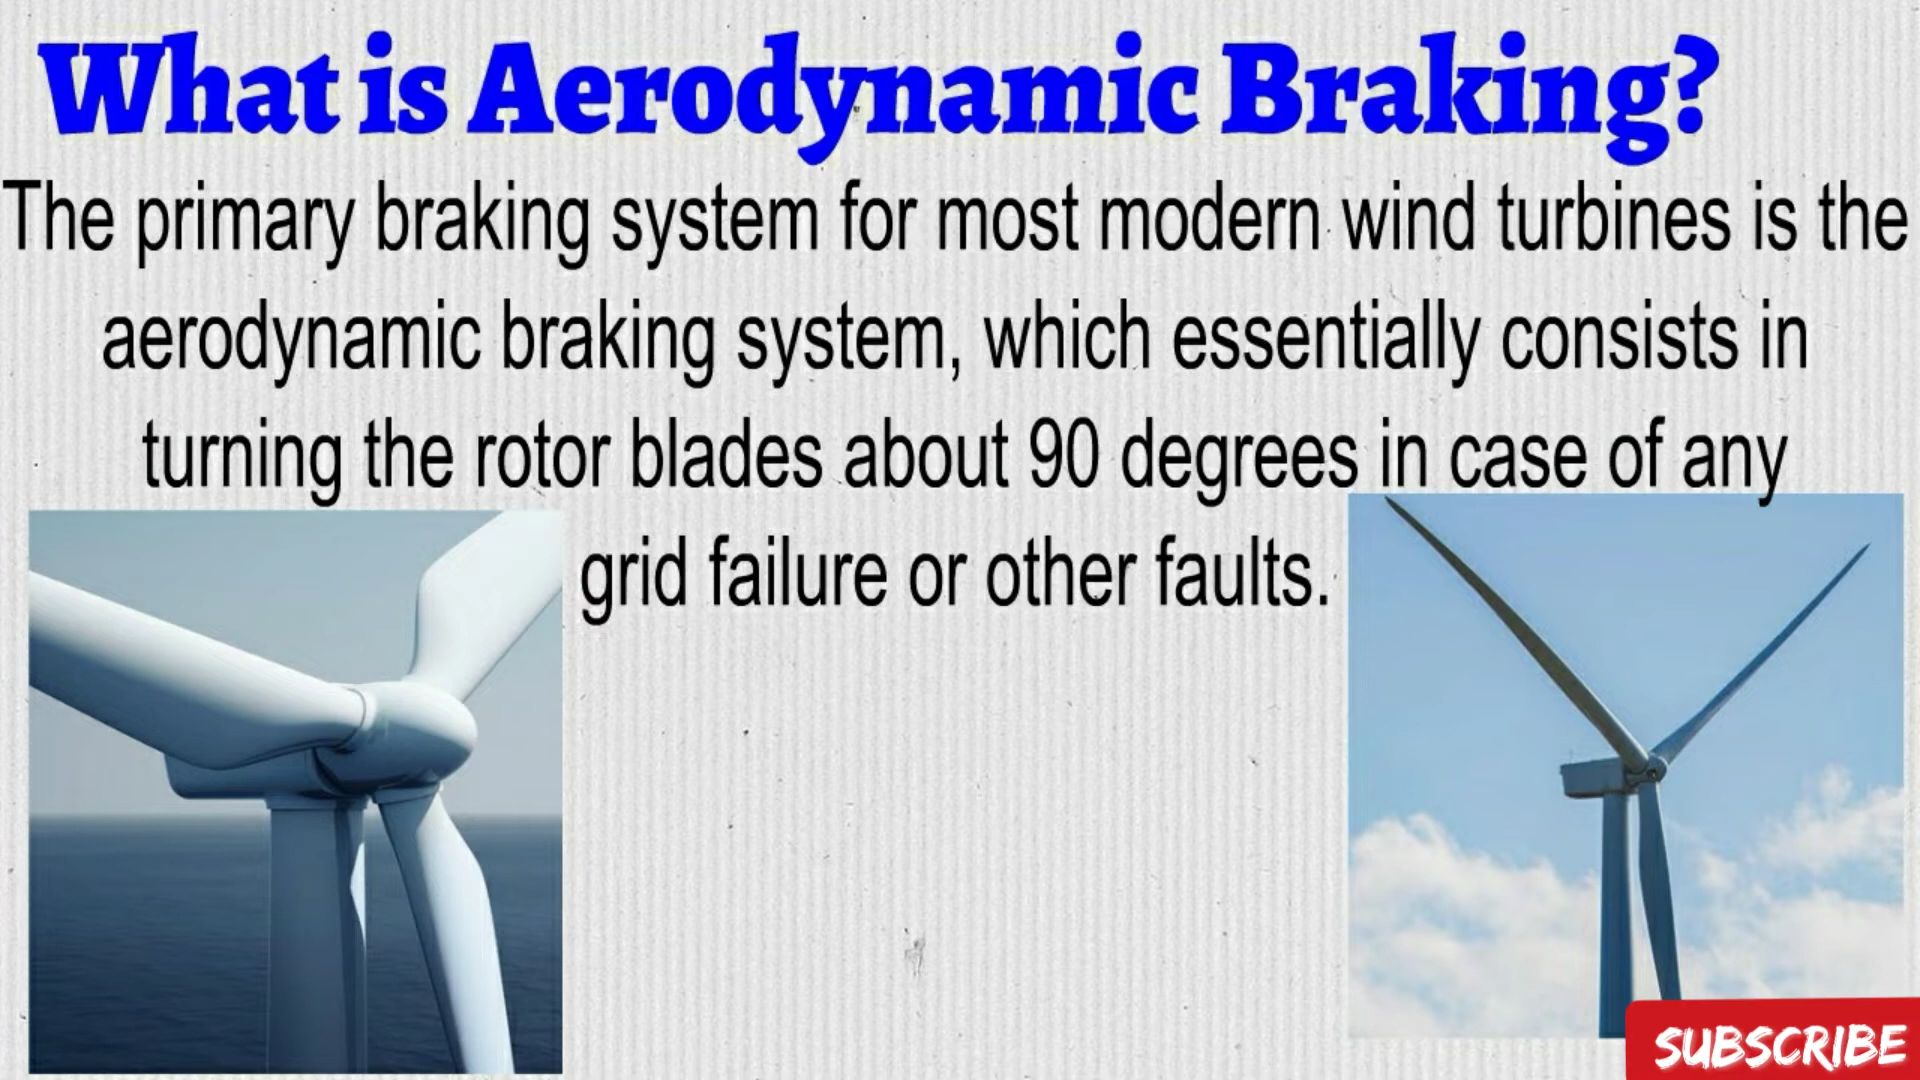 What is Aerodynamic Braking?
The primary braking system for most modern wind turbines is the
aerodynamic braking system, which essentially consists in
turning the rotor blades about 90 degrees in case of any
grid failure or other faults.
SUBSCRIBE